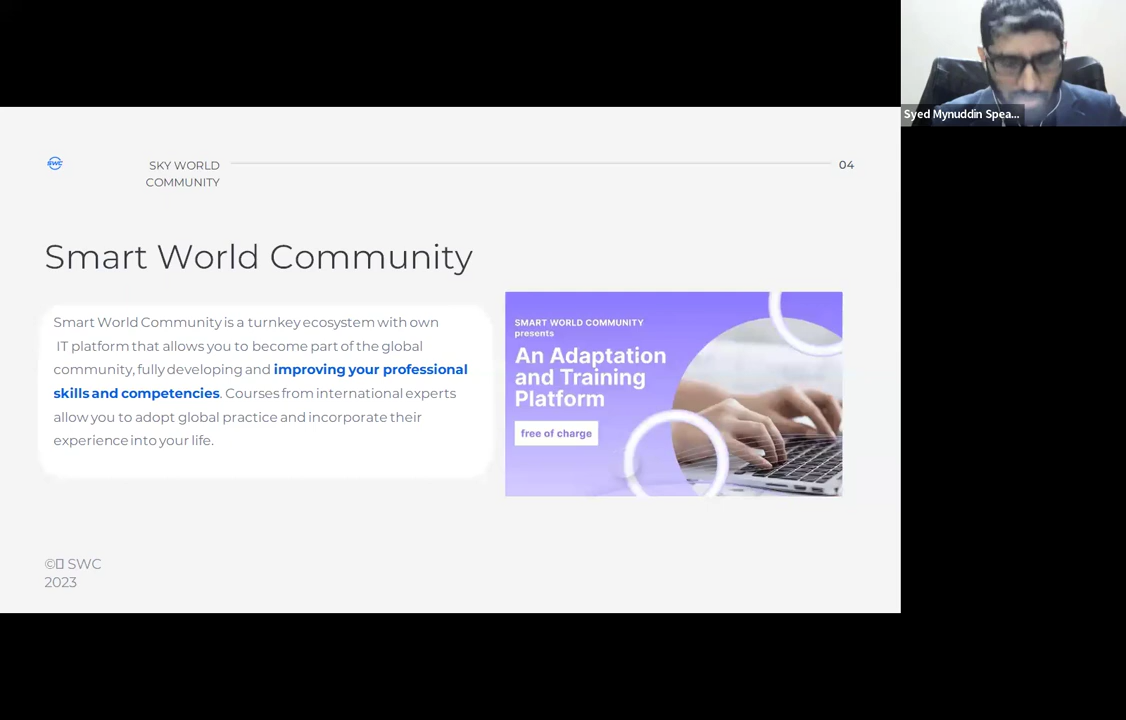 Syed Mynuddin Spea...
SWC
SKY WORLD
COMMUNITY
04
Smart World Community
Smart World Community is a turnkey ecosystem with own
IT platform that allows you to become part of the global
community, fully developing and improving your professional
skills and competencies. Courses from international experts
allow you to adopt global practice and incorporate their
experience into your life.
SMART WORLD COMMUNITY
presents
An Adaptation
and Training
Platform
free of charge
© SWC
2023